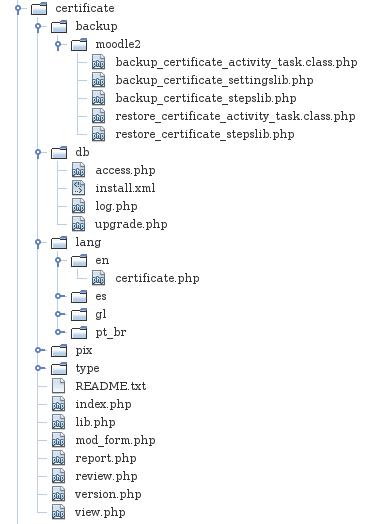 certificate
backup
moodle2
backup_certificate_activity_task.class.php
backup_certificate_settingslib.php
backup_certificate_stepslib.php
restore_certificate_activity_task.class.php
restore_certificate_stepslib.php
db
access.php
install.xml
log.php
upgrade.php
lang
en
certificate.php
es
gl
pt_br
pix
type
README.txt
index.php
lib.php
mod_form.php
report.php
review.php
version.php
view.php